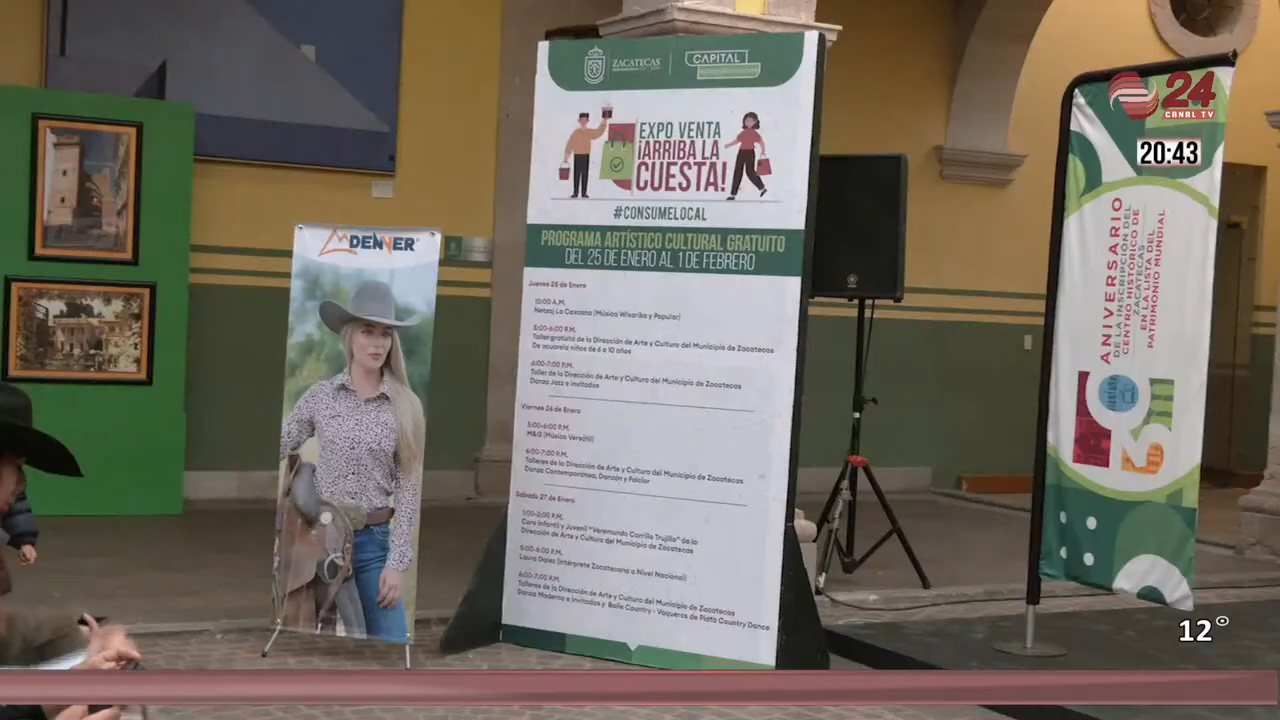 ZACATECAS
CAPITAL
EXPO VENTA
¡ARRIBA LA
CUESTA!
#CONSUMELOCAL
PROGRAMA ARTÍSTICO CULTURAL GRATUITO
DEL 25 DE ENERO AL 1 DE FEBRERO
Jueves 25 de Enero
10:00 A.M.
Netsaj La Cascana (Música Wixarika y Popular)
5:00-6:00 P.M.
Taller gratuito de la Dirección de Arte y Cultura del Municipio de Zacatecas
De acuarela niños de 6 a 10 años
6:00-7:00 P.M.
Taller de la Dirección de Arte y Cultura del Municipio de Zacatecas
Danza Jazz e invitados
Viernes 26 de Enero
5:00-6:00 P.M.
M&G (Música Versátil)
6:00-7:00 P.M.
Talleres de la Dirección de Arte y Cultura del Municipio de Zacatecas
Danza Contemporánea, Danzón y Folclor
Sabado 27 de Enero
1:00-2:00 P.M.
Coro Infantil y Juvenil "Veremundo Carrillo Trujillo" de la
Dirección de Arte y Cultura del Municipio de Zacatecas
5:00-6:00 P.M.
Laura Dalez (Intérprete Zacatecana a Nivel Nacional)
6:00-7:00 P.M.
Talleres de la Dirección de Arte y Cultura del Municipio de Zacatecas
Danza Moderna e Invitados y Baile Country - Vaqueros de Plata Country Dance
DENVER®
ANIVERSARIO
DE LA INSCRIPCIÓN DEL
CENTRO HISTÓRICO DE
ZACATECAS
EN LA LISTA DEL
PATRIMONIO MUNDIAL
24
CANAL TV
20:43
12°